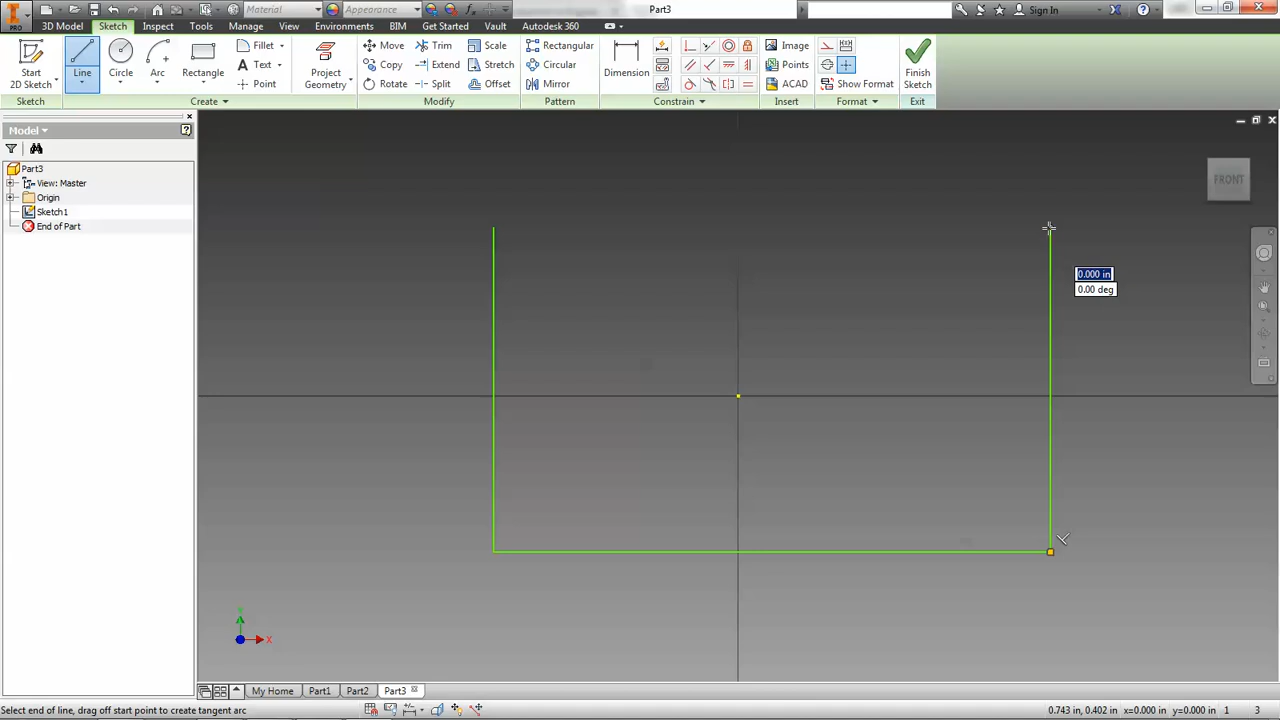 PRO
Material
Appearance
Part3
Sign In
3D Model Sketch Inspect Tools Manage View BIM Get Started Vault Autodesk 360
Start
2D Sketch
Line
Circle
Arc
Rectangle
Fillet
Text
Point
Project
Geometry
Move
Copy
Rotate
Trim
Extend
Split
Scale
Stretch
Offset
Rectangular
Circular
Mirror
Dimension
Image
Points
ACAD
Show Format
Finish
Sketch
Sketch Create Modify Pattern Constrain Insert Format Exit
Model
Part3
View: Master
Origin
Sketch1
End of Part
FRONT
0.000 in
0.00 deg
Y
X
My Home Part1 Part2 Part3
Select end of line, drag off start point to create tangent arc
0.743 in, 0.402 in x=0.000 in y=0.000 in 1 3